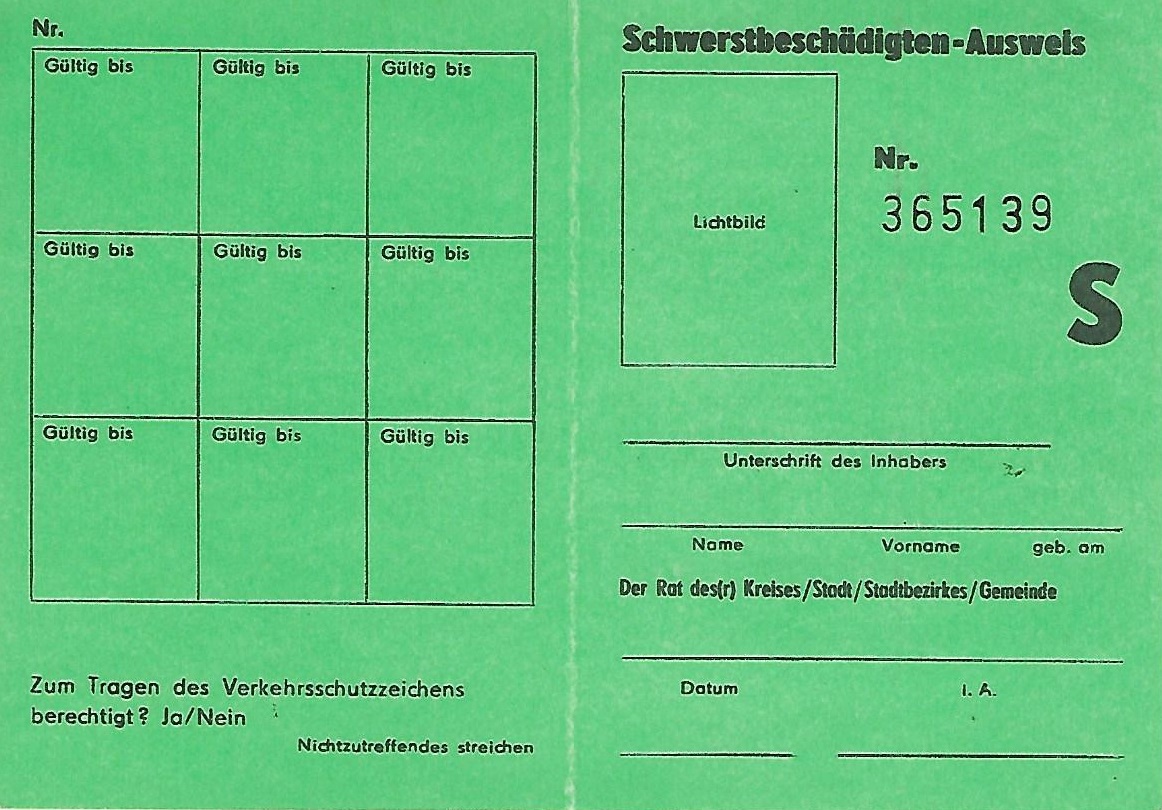 Nr.
Gültig bis Gültig bis Gültig bis
Gültig bis Gültig bis Gültig bis
Gültig bis Gültig bis Gültig bis
Zum Tragen des Verkehrsschutzzeichens
berechtigt? Ja/Nein
Nichtzutreffendes streichen
Schwerstbeschädigten-Ausweis
Lichtbild
Nr.
365139
S
Unterschrift des Inhabers
Name Vorname geb. am
Der Rat des(r) Kreises/Stadt/Stadtbezirkes/Gemeinde
Datum I. A.